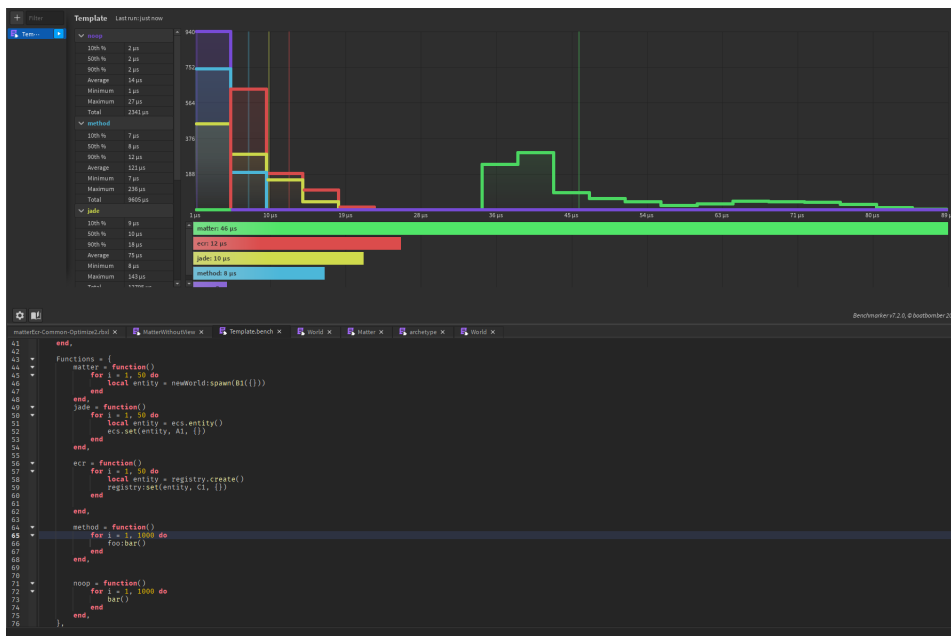 + Filter
Template Last run: just now
Tem···
noop
10th % 2 µs
50th % 2 µs
90th % 2 µs
Average 14 µs
Minimum 1 µs
Maximum 27 µs
Total 2341 µs
method
10th % 7 µs
50th % 8 µs
90th % 12 µs
Average 121 µs
Minimum 7 µs
Maximum 238 µs
Total 9605 µs
jade
10th % 9 µs
50th % 10 µs
90th % 18 µs
Average 75 µs
Minimum 8 µs
Maximum 143 µs
940
752
564
376
188
1 µs 10 µs 19 µs 28 µs 36 µs 45 µs 54 µs 63 µs 71 µs 80 µs 89
matter: 46 µs
ecr: 12 µs
jade: 10 µs
method: 8 µs
Benchmarker v7.2.0, © boatbomber 20
matterEcr-Common-Optimize2.rbxl × MatterWithoutView × Template.bench × World × Matter × archetype × World ×
41 end,
42
43 Functions = {
44 matter = function()
45 for i = 1, 50 do
46 local entity = newWorld:spawn(B1({}))
47 end
48 end,
49 jade = function()
50 for i = 1, 50 do
51 local entity = ecs.entity()
52 ecs.set(entity, A1, {})
53 end
54 end,
55
56 ecr = function()
57 for i = 1, 50 do
58 local entity = registry.create()
59 registry:set(entity, C1, {})
60 end
61
62 end,
63
64 method = function()
65 for i = 1, 1000 do
66 foo:bar()
67 end
68 end,
69
70
71 noop = function()
72 for i = 1, 1000 do
73 bar()
74 end
75 end,
76 },